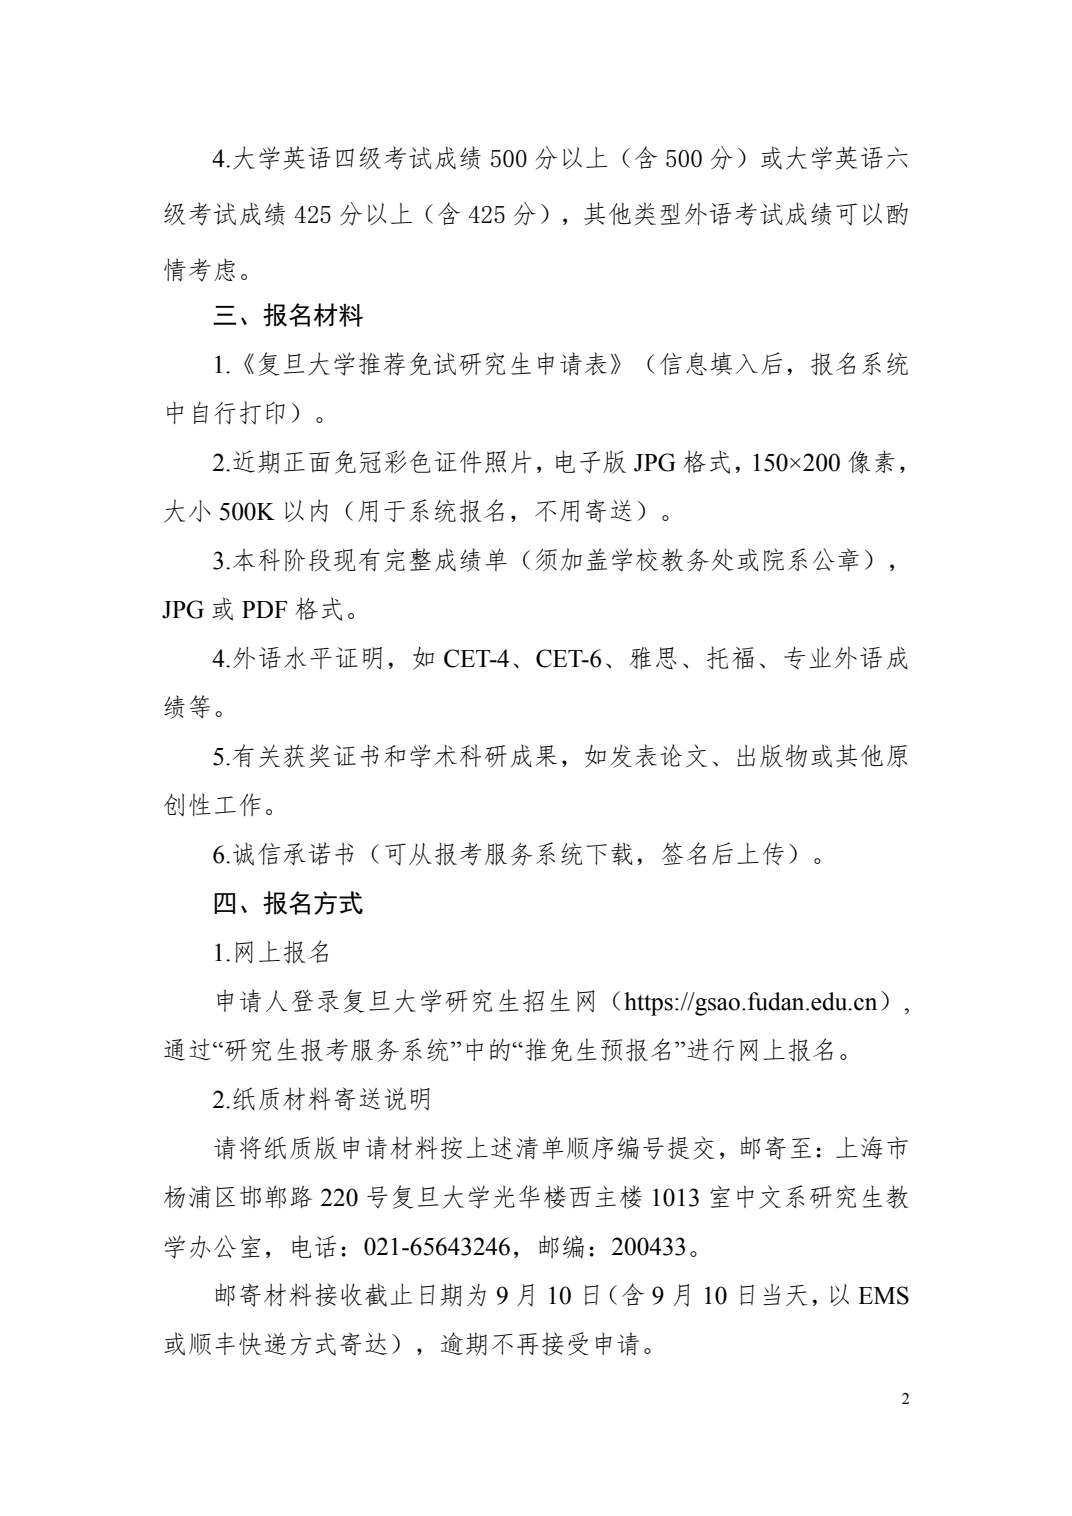 4.大学英语四级考试成绩 500 分以上（含 500 分）或大学英语六
级考试成绩 425 分以上（含 425 分），其他类型外语考试成绩可以酌
情考虑。
三、报名材料
1.《复旦大学推荐免试研究生申请表》（信息填入后，报名系统
中自行打印）。
2.近期正面免冠彩色证件照片，电子版 JPG 格式，150×200 像素，
大小 500K 以内（用于系统报名，不用寄送）。
3.本科阶段现有完整成绩单（须加盖学校教务处或院系公章），
JPG 或 PDF 格式。
4.外语水平证明，如 CET-4、CET-6、雅思、托福、专业外语成
绩等。
5.有关获奖证书和学术科研成果，如发表论文、出版物或其他原
创性工作。
6.诚信承诺书（可从报考服务系统下载，签名后上传）。
四、报名方式
1.网上报名
申请人登录复旦大学研究生招生网（https://gsao.fudan.edu.cn）,
通过“研究生报考服务系统”中的“推免生预报名”进行网上报名。
2.纸质材料寄送说明
请将纸质版申请材料按上述清单顺序编号提交，邮寄至：上海市
杨浦区邯郸路 220 号复旦大学光华楼西主楼 1013 室中文系研究生教
学办公室，电话：021-65643246，邮编：200433。
邮寄材料接收截止日期为 9 月 10 日（含 9 月 10 日当天，以 EMS
或顺丰快递方式寄达），逾期不再接受申请。
2